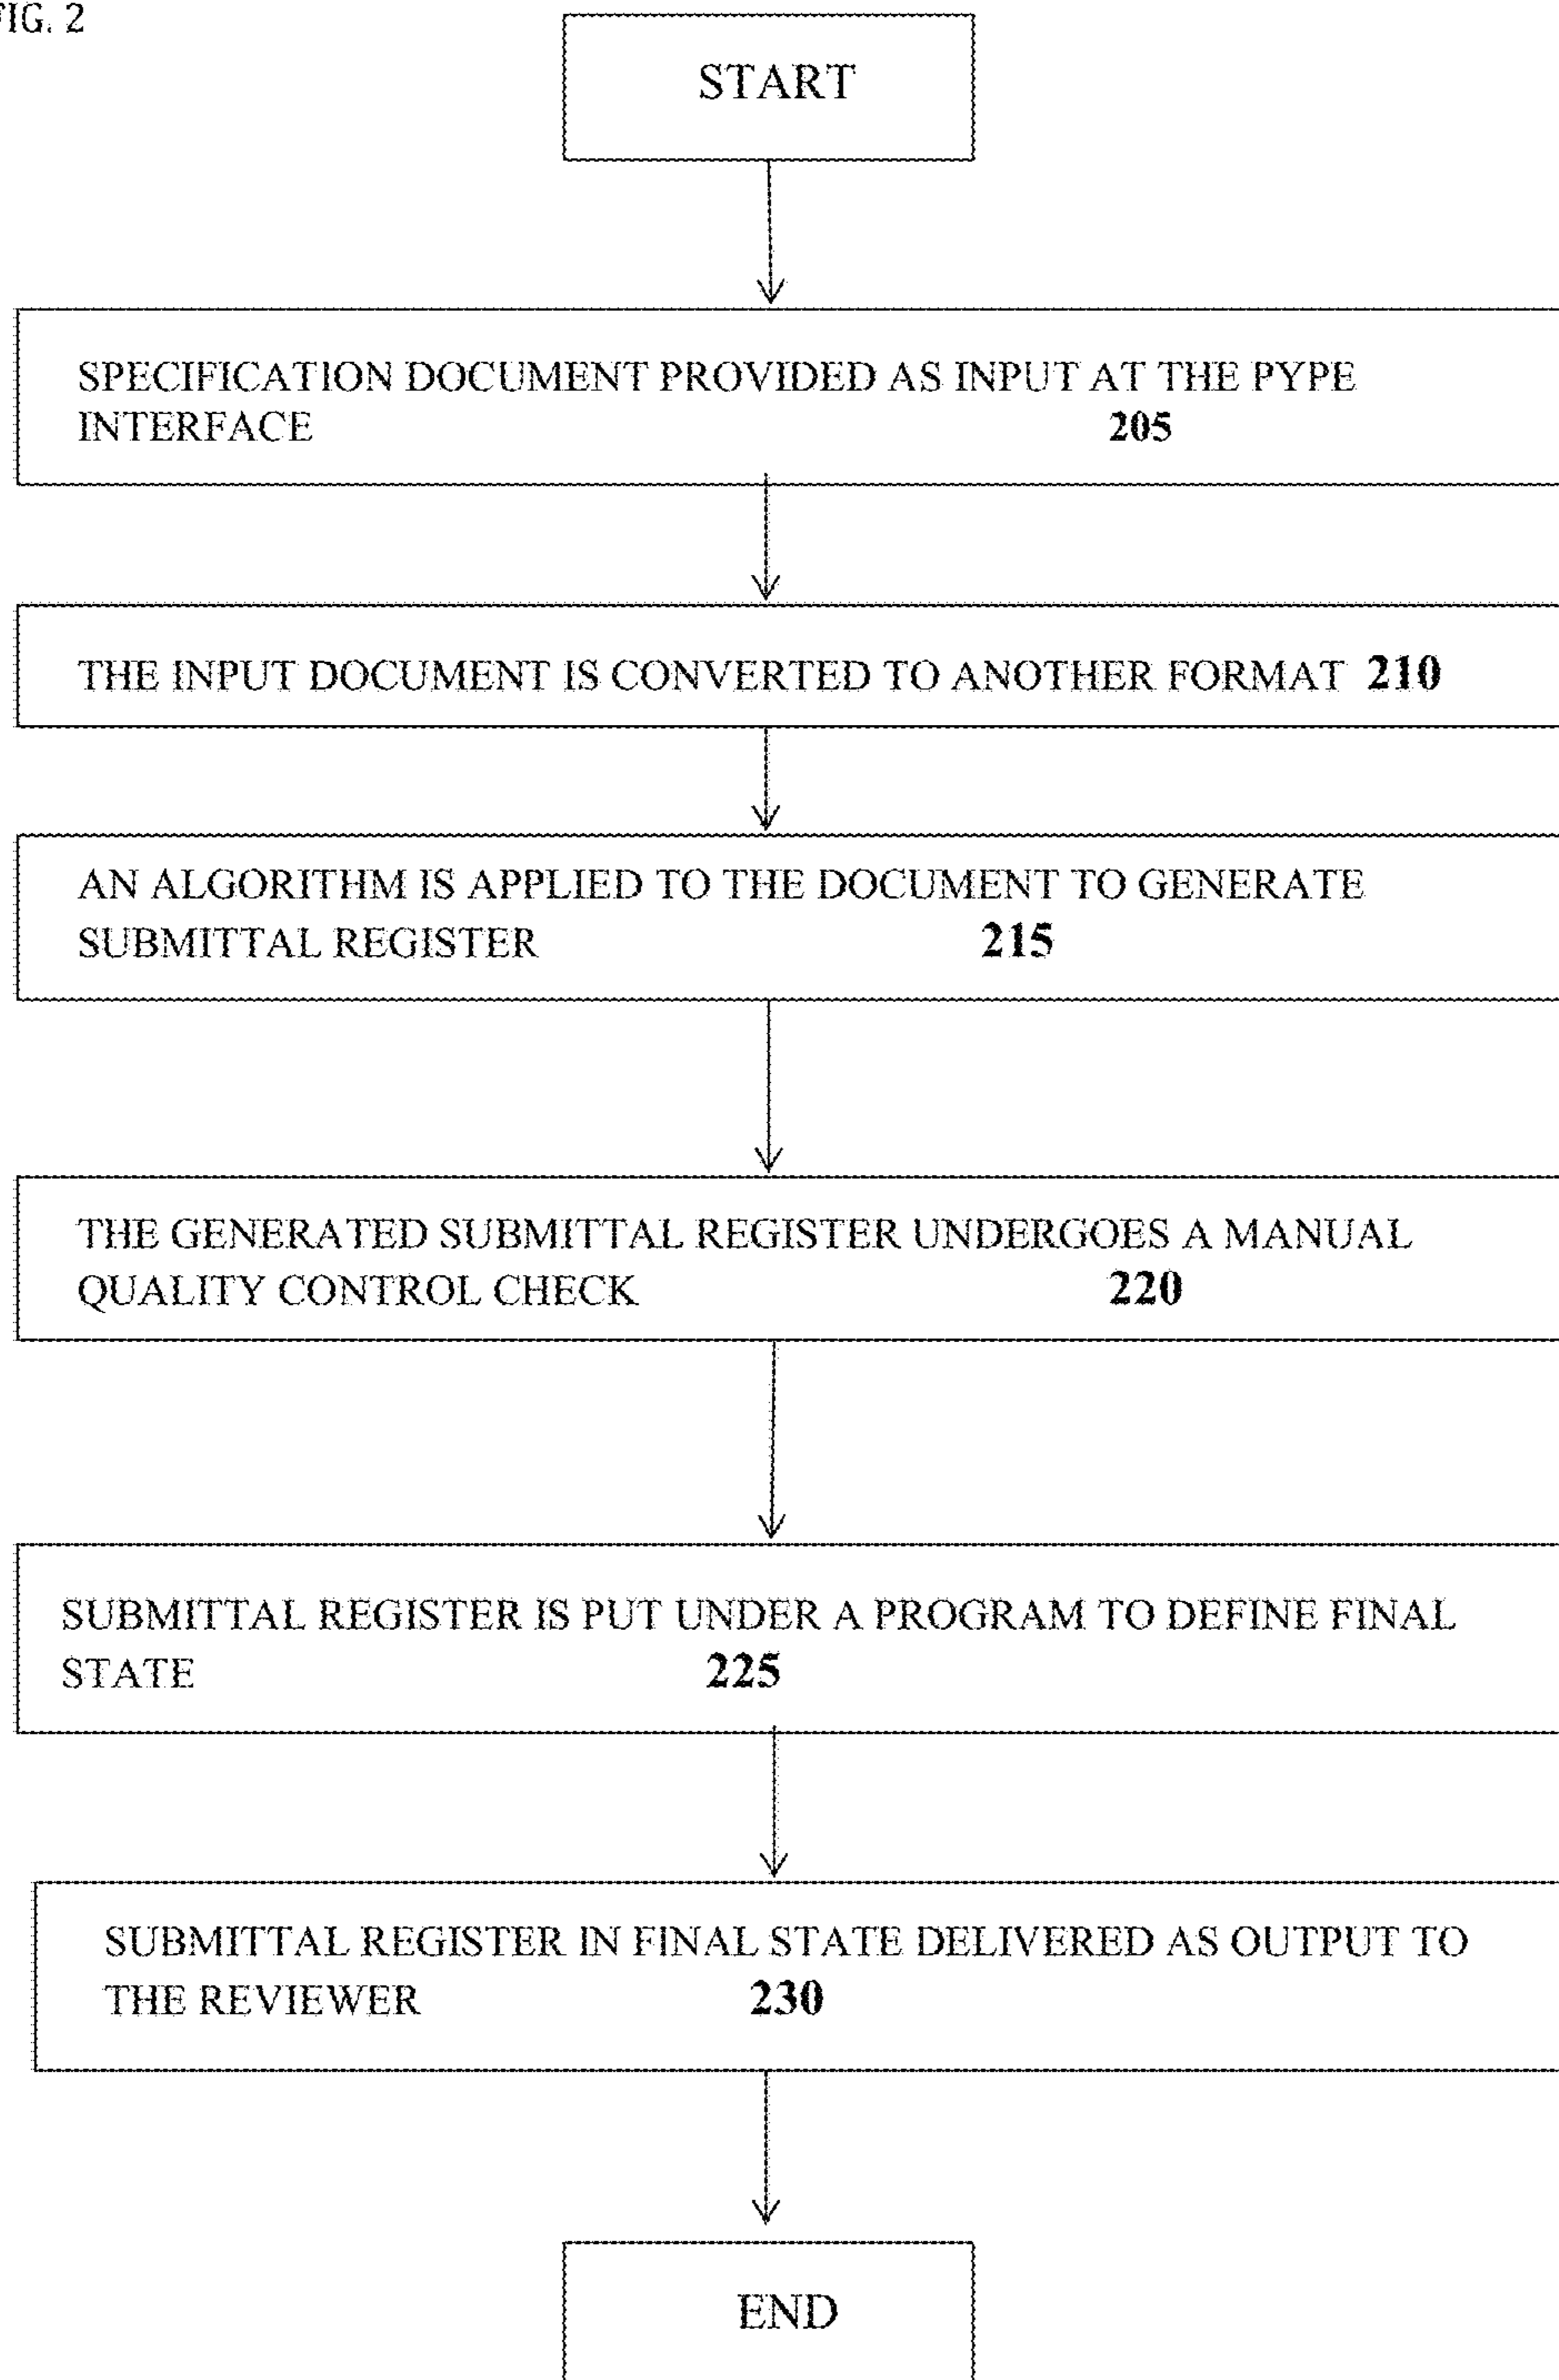 FIG. 2
START
SPECIFICATION DOCUMENT PROVIDED AS INPUT AT THE PYPE
INTERFACE 205
THE INPUT DOCUMENT IS CONVERTED TO ANOTHER FORMAT 210
AN ALGORITHM IS APPLIED TO THE DOCUMENT TO GENERATE
SUBMITTAL REGISTER 215
THE GENERATED SUBMITTAL REGISTER UNDERGOES A MANUAL
QUALITY CONTROL CHECK 220
SUBMITTAL REGISTER IS PUT UNDER A PROGRAM TO DEFINE FINAL
STATE 225
SUBMITTAL REGISTER IN FINAL STATE DELIVERED AS OUTPUT TO
THE REVIEWER 230
END